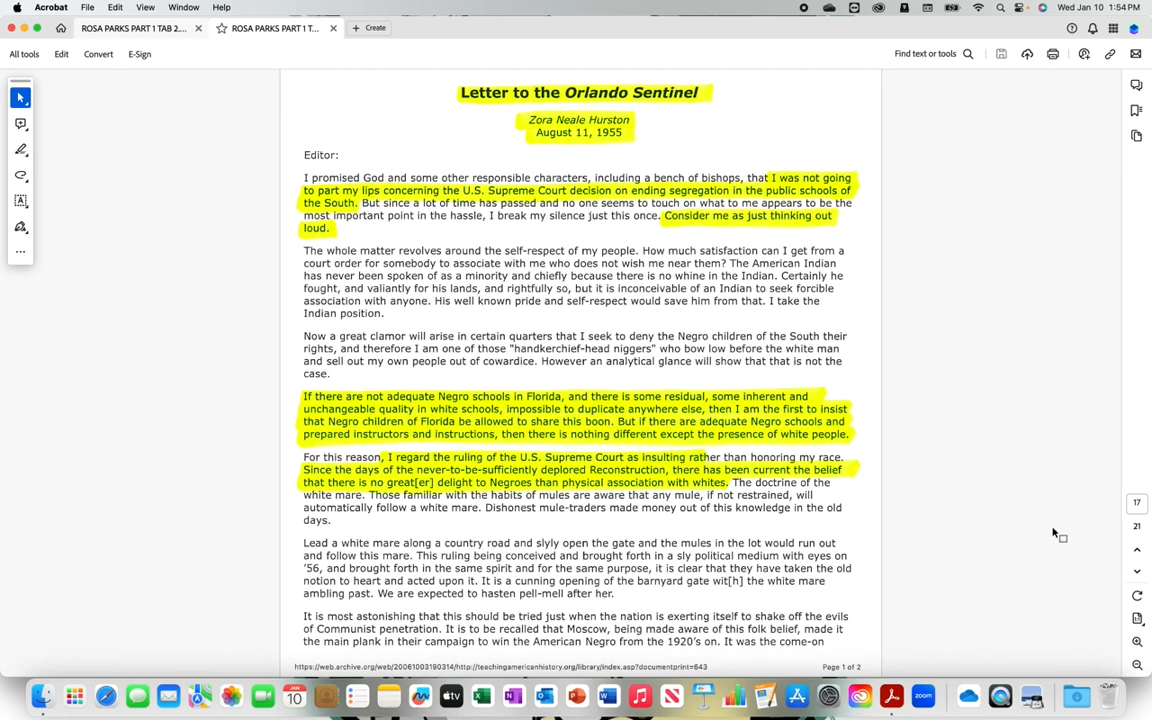 Acrobat File Edit View Window Help Wed Jan 10 1:54 PM
ROSA PARKS PART 1 TAB 2.... ROSA PARKS PART 1 T... Create
All tools Edit Convert E-Sign Find text or tools
Letter to the Orlando Sentinel
Zora Neale Hurston
August 11, 1955
Editor:
I promised God and some other responsible characters, including a bench of bishops, that I was not going
to part my lips concerning the U.S. Supreme Court decision on ending segregation in the public schools of
the South. But since a lot of time has passed and no one seems to touch on what to me appears to be the
most important point in the hassle, I break my silence just this once. Consider me as just thinking out
loud.
The whole matter revolves around the self-respect of my people. How much satisfaction can I get from a
court order for somebody to associate with me who does not wish me near them? The American Indian
has never been spoken of as a minority and chiefly because there is no whine in the Indian. Certainly he
fought, and valiantly for his lands, and rightfully so, but it is inconceivable of an Indian to seek forcible
association with anyone. His well known pride and self-respect would save him from that. I take the
Indian position.
Now a great clamor will arise in certain quarters that I seek to deny the Negro children of the South their
rights, and therefore I am one of those "handkerchief-head niggers" who bow low before the white man
and sell out my own people out of cowardice. However an analytical glance will show that that is not the
case.
If there are not adequate Negro schools in Florida, and there is some residual, some inherent and
unchangeable quality in white schools, impossible to duplicate anywhere else, then I am the first to insist
that Negro children of Florida be allowed to share this boon. But if there are adequate Negro schools and
prepared instructors and instructions, then there is nothing different except the presence of white people.
For this reason, I regard the ruling of the U.S. Supreme Court as insulting rather than honoring my race.
Since the days of the never-to-be-sufficiently deplored Reconstruction, there has been current the belief
that there is no great[er] delight to Negroes than physical association with whites. The doctrine of the
white mare. Those familiar with the habits of mules are aware that any mule, if not restrained, will
automatically follow a white mare. Dishonest mule-traders made money out of this knowledge in the old
days.
Lead a white mare along a country road and slyly open the gate and the mules in the lot would run out
and follow this mare. This ruling being conceived and brought forth in a sly political medium with eyes on
'56, and brought forth in the same spirit and for the same purpose, it is clear that they have taken the old
notion to heart and acted upon it. It is a cunning opening of the barnyard gate wit[h] the white mare
ambling past. We are expected to hasten pell-mell after her.
It is most astonishing that this should be tried just when the nation is exerting itself to shake off the evils
of Communist penetration. It is to be recalled that Moscow, being made aware of this folk belief, made it
the main plank in their campaign to win the American Negro from the 1920's on. It was the come-on
https://web.archive.org/web/20061003190314/http://teachingamericanhistory.org/library/index.asp?documentprint=643 Page 1 of 2
17
21
JAN
10
tv
zoom